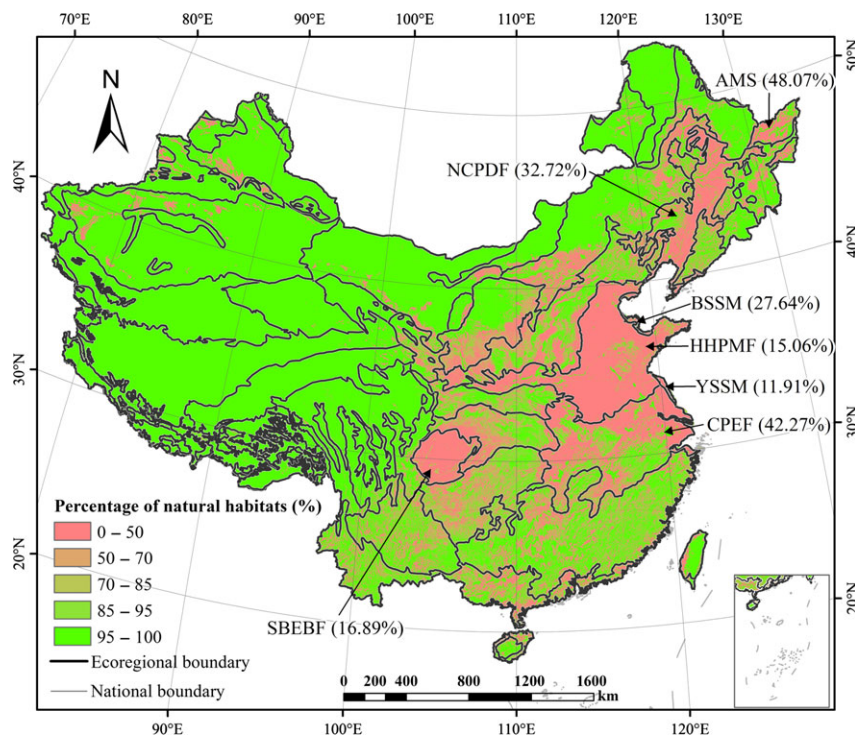 70°E
80°E
90°E
100°E
110°E
120°E
130°E
50°N
N
AMS (48.07%)
NCPDF (32.72%)
40°N
40°N
BSSM (27.64%)
HHPMF (15.06%)
30°N
YSSM (11.91%)
CPEF (42.27%)
30°N
Percentage of natural habitats (%)
0 – 50
50 – 70
70 – 85
85 – 95
95 – 100
20°N
20°N
SBEBF (16.89%)
Ecoregional boundary
National boundary
0 200 400 800 1200 1600
km
90°E
100°E
110°E
120°E